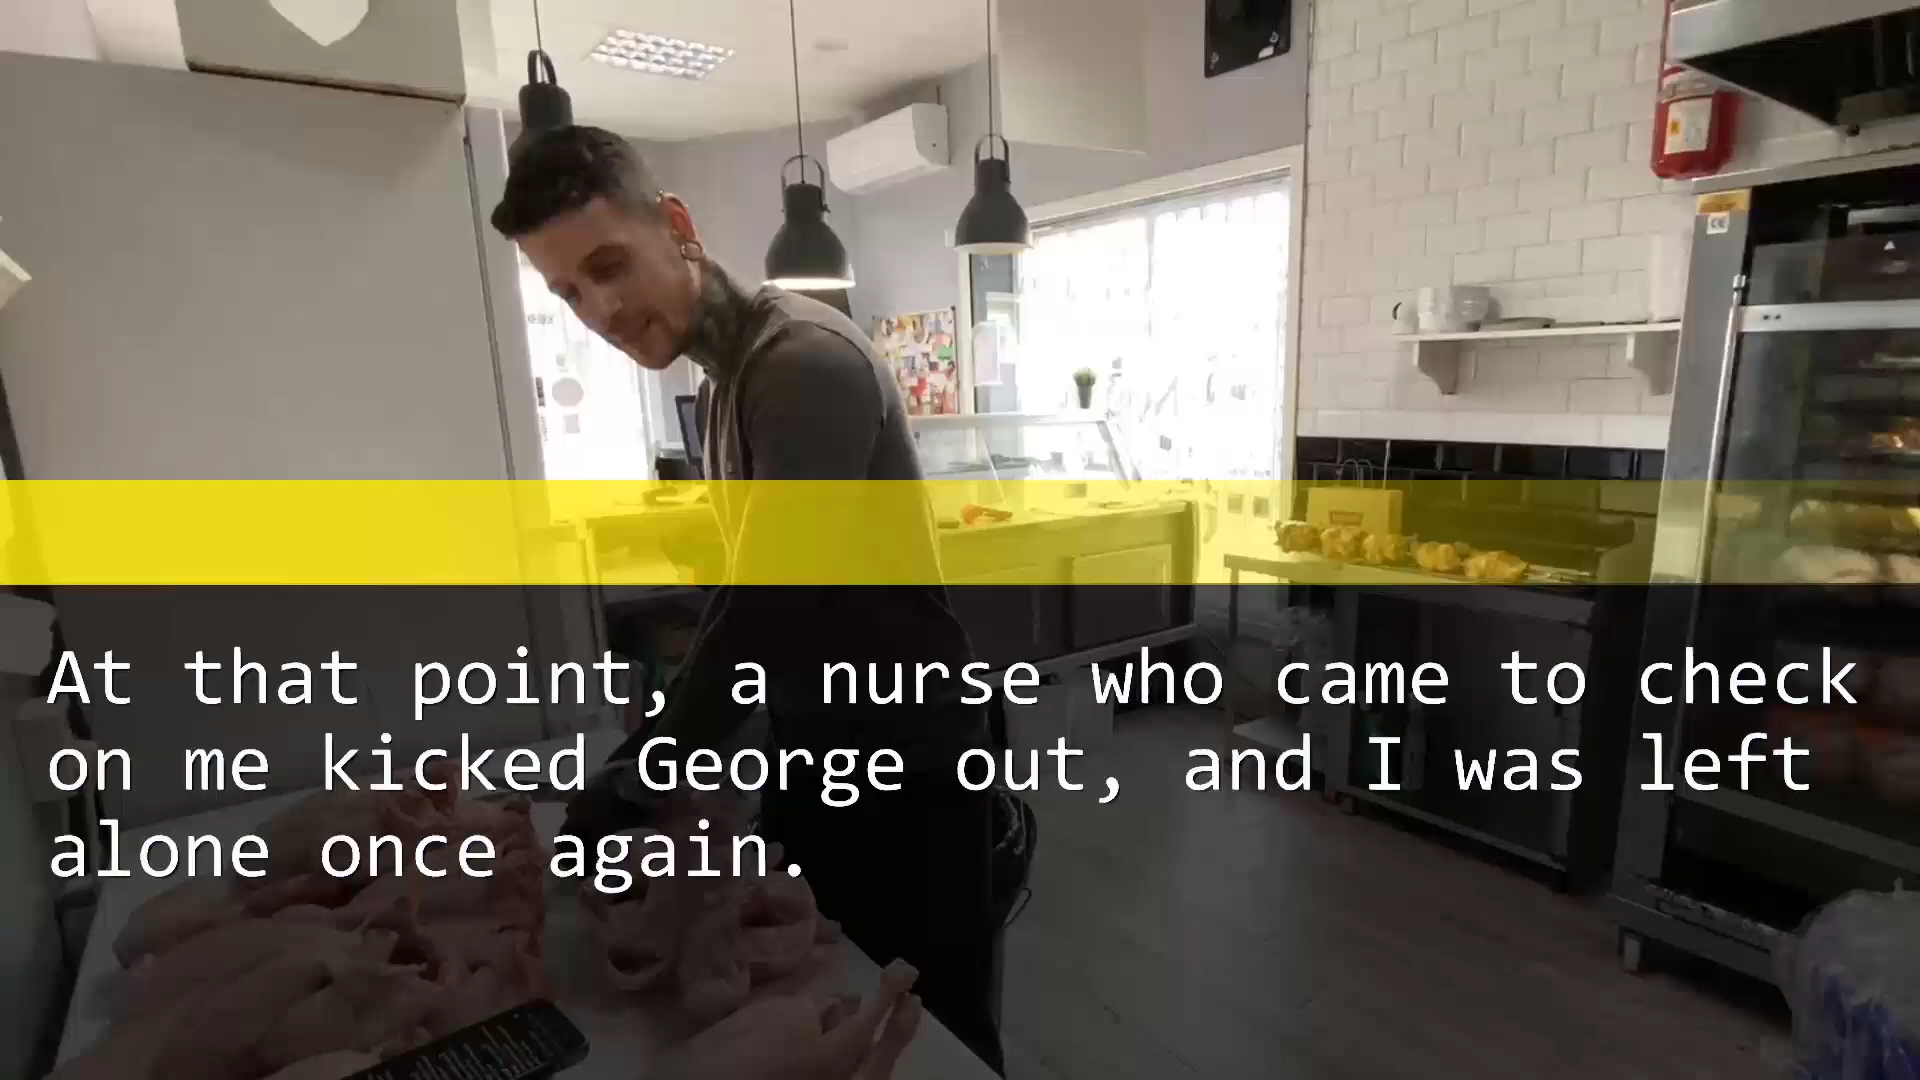 At that point, a nurse who came to check
on me kicked George out, and I was left
alone once again.